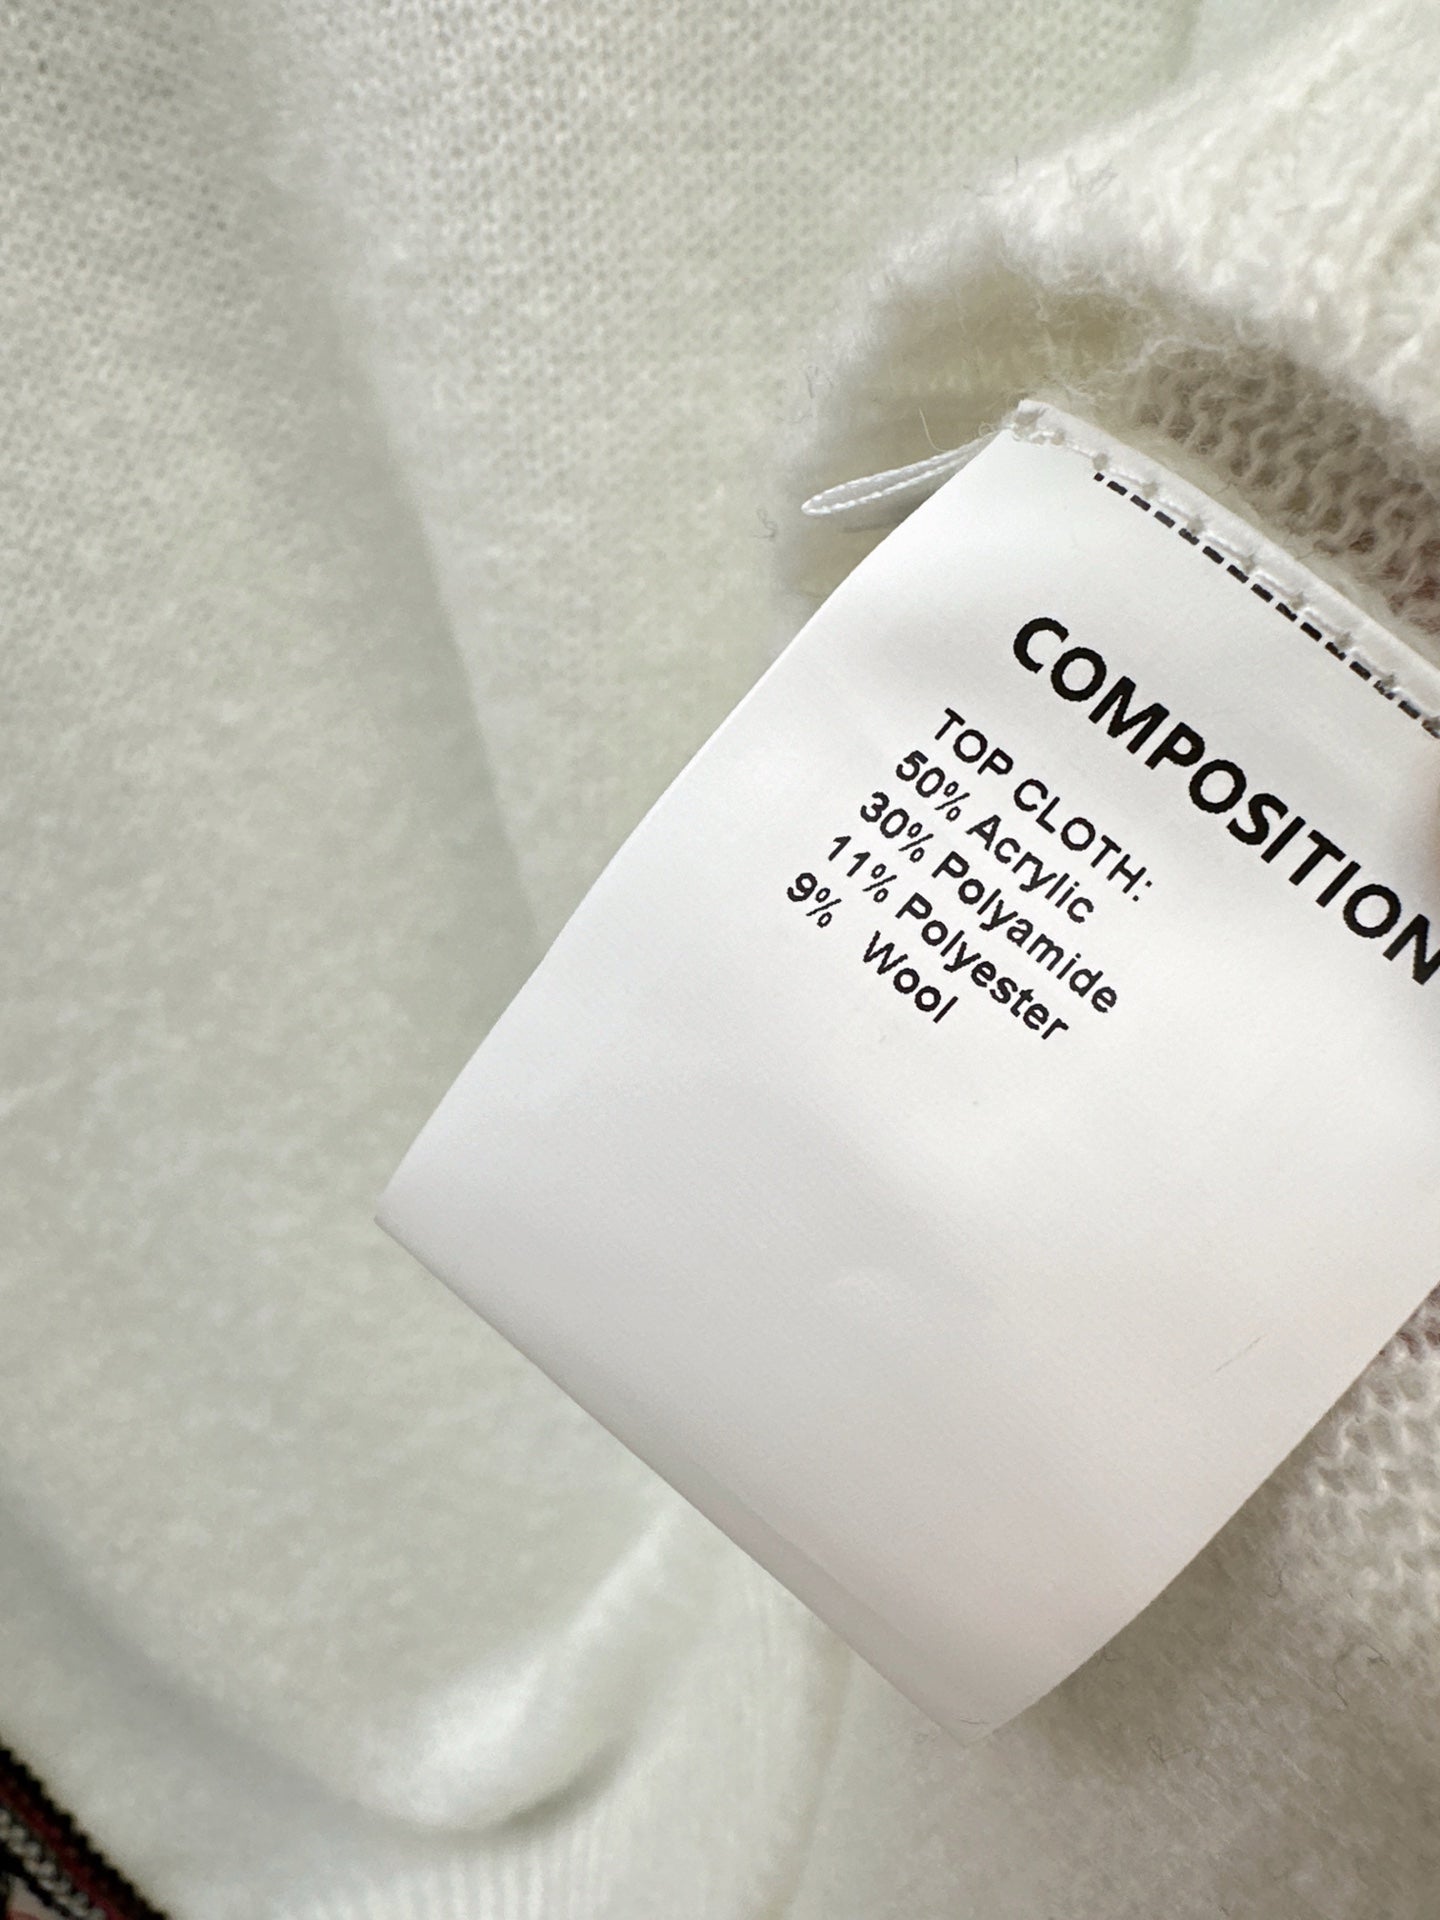 COMPOSITION
TOP CLOTH:
50% Acrylic
30% Polyamide
11% Polyester
9% Wool